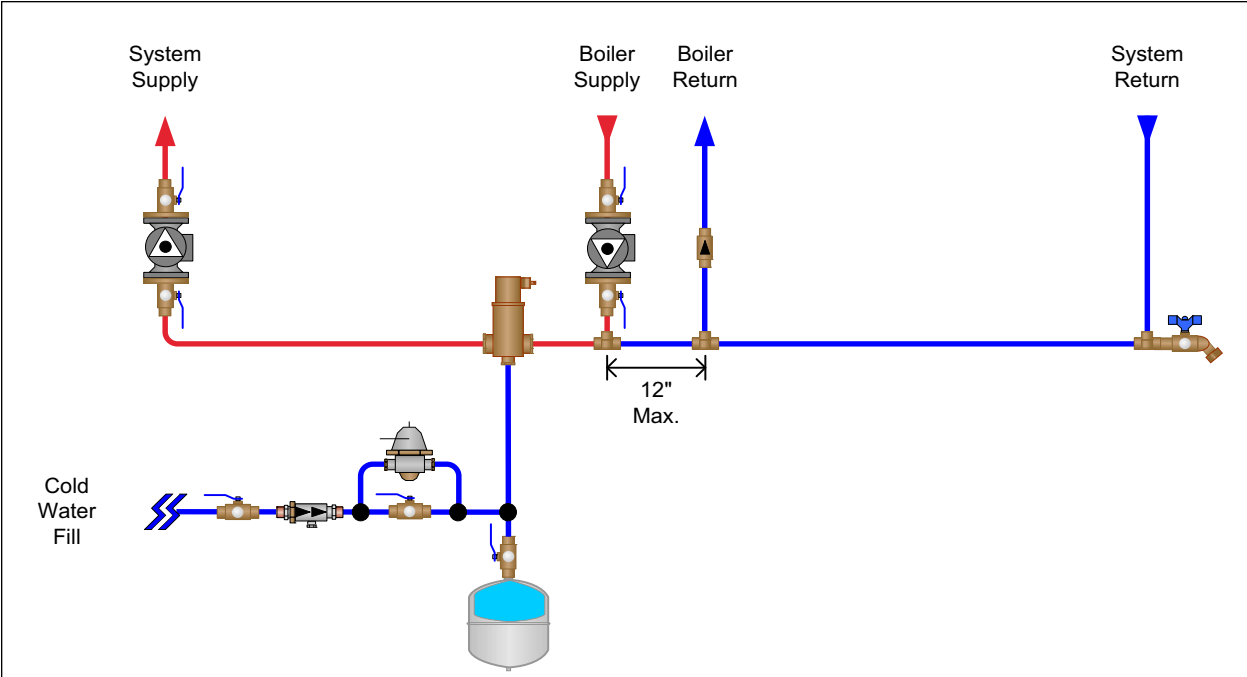 System
Supply
Boiler
Supply
Boiler
Return
System
Return
12"
Max.
Cold
Water
Fill